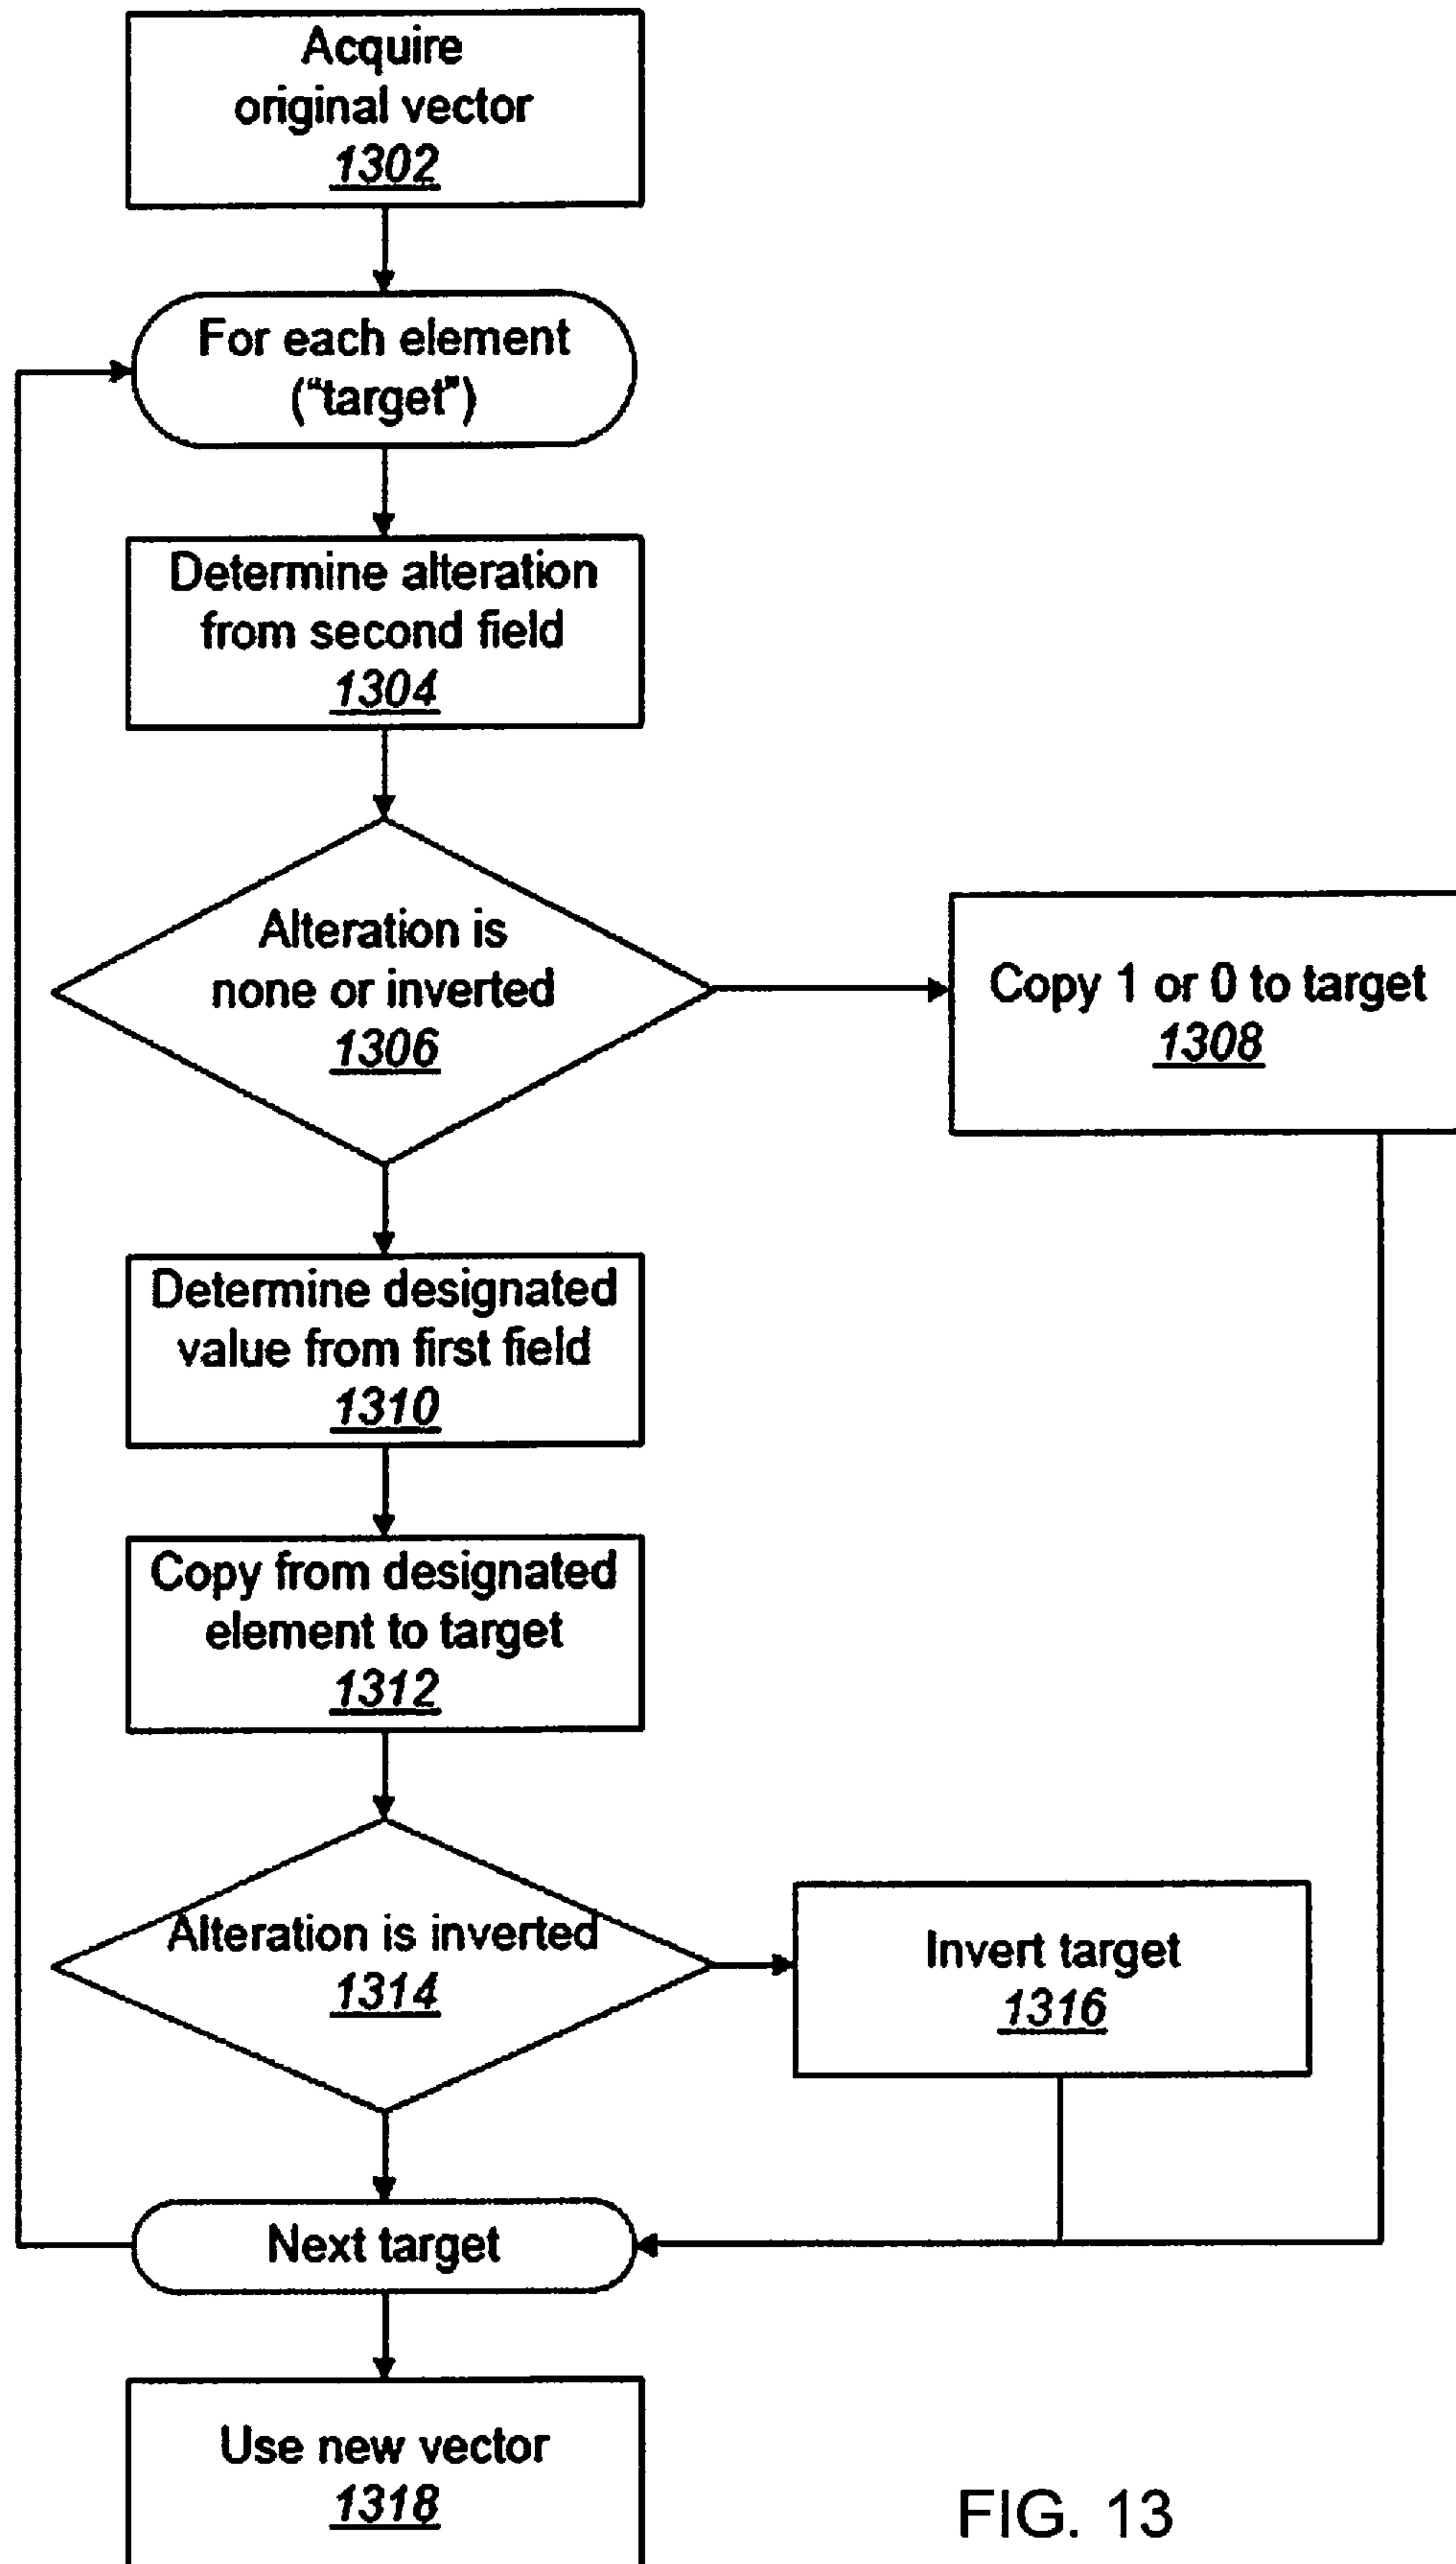 Acquire
original vector
1302
For each element
("target")
Determine alteration
from second field
1304
Alteration is
none or inverted
1306
Copy 1 or 0 to target
1308
Determine designated
value from first field
1310
Copy from designated
element to target
1312
Alteration is inverted
1314
Invert target
1316
Next target
Use new vector
1318
FIG. 13